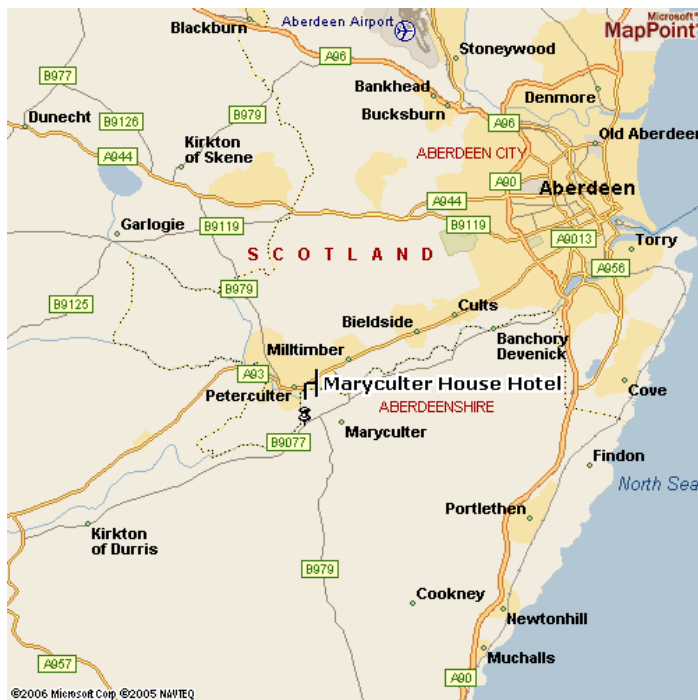 Microsoft
MapPoint
Blackburn
Aberdeen Airport
Stoneywood
A96
B977
Bankhead
Bucksburn
Denmore
Dunecht
B9126
B979
Kirkton
of Skene
A96
Old Aberdeen
A944
ABERDEEN CITY
A90
Aberdeen
A944
Garlogie
B9119
B9119
A9013
Torry
SCOTLAND
A956
B979
B9125
Cults
Bieldside
Banchory
Devenick
Milltimber
A93
Maryculter House Hotel
Peterculter
Cove
ABERDEENSHIRE
Maryculter
B9077
Findon
North Sea
Portlethen
Kirkton
of Durris
B979
Cookney
Newtonhill
Muchalls
A957
A90
©2006 Microsoft Corp ©2005 NAVTEQ